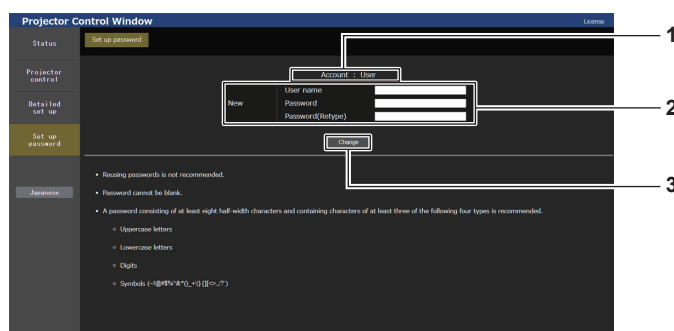 Projector Control Window
License
Status
Set up password
1
Projector
control
Account : User
User name
New
Password
2
Password(Retype)
Detailed
set up
Set up
password
Change
3
Japanese
• Reusing passwords is not recommended.
• Password cannot be blank.
• A password consisting of at least eight half-width characters and containing characters of at least three of the following four types is recommended.
Uppercase letters
Lowercase letters
Digits
Symbols